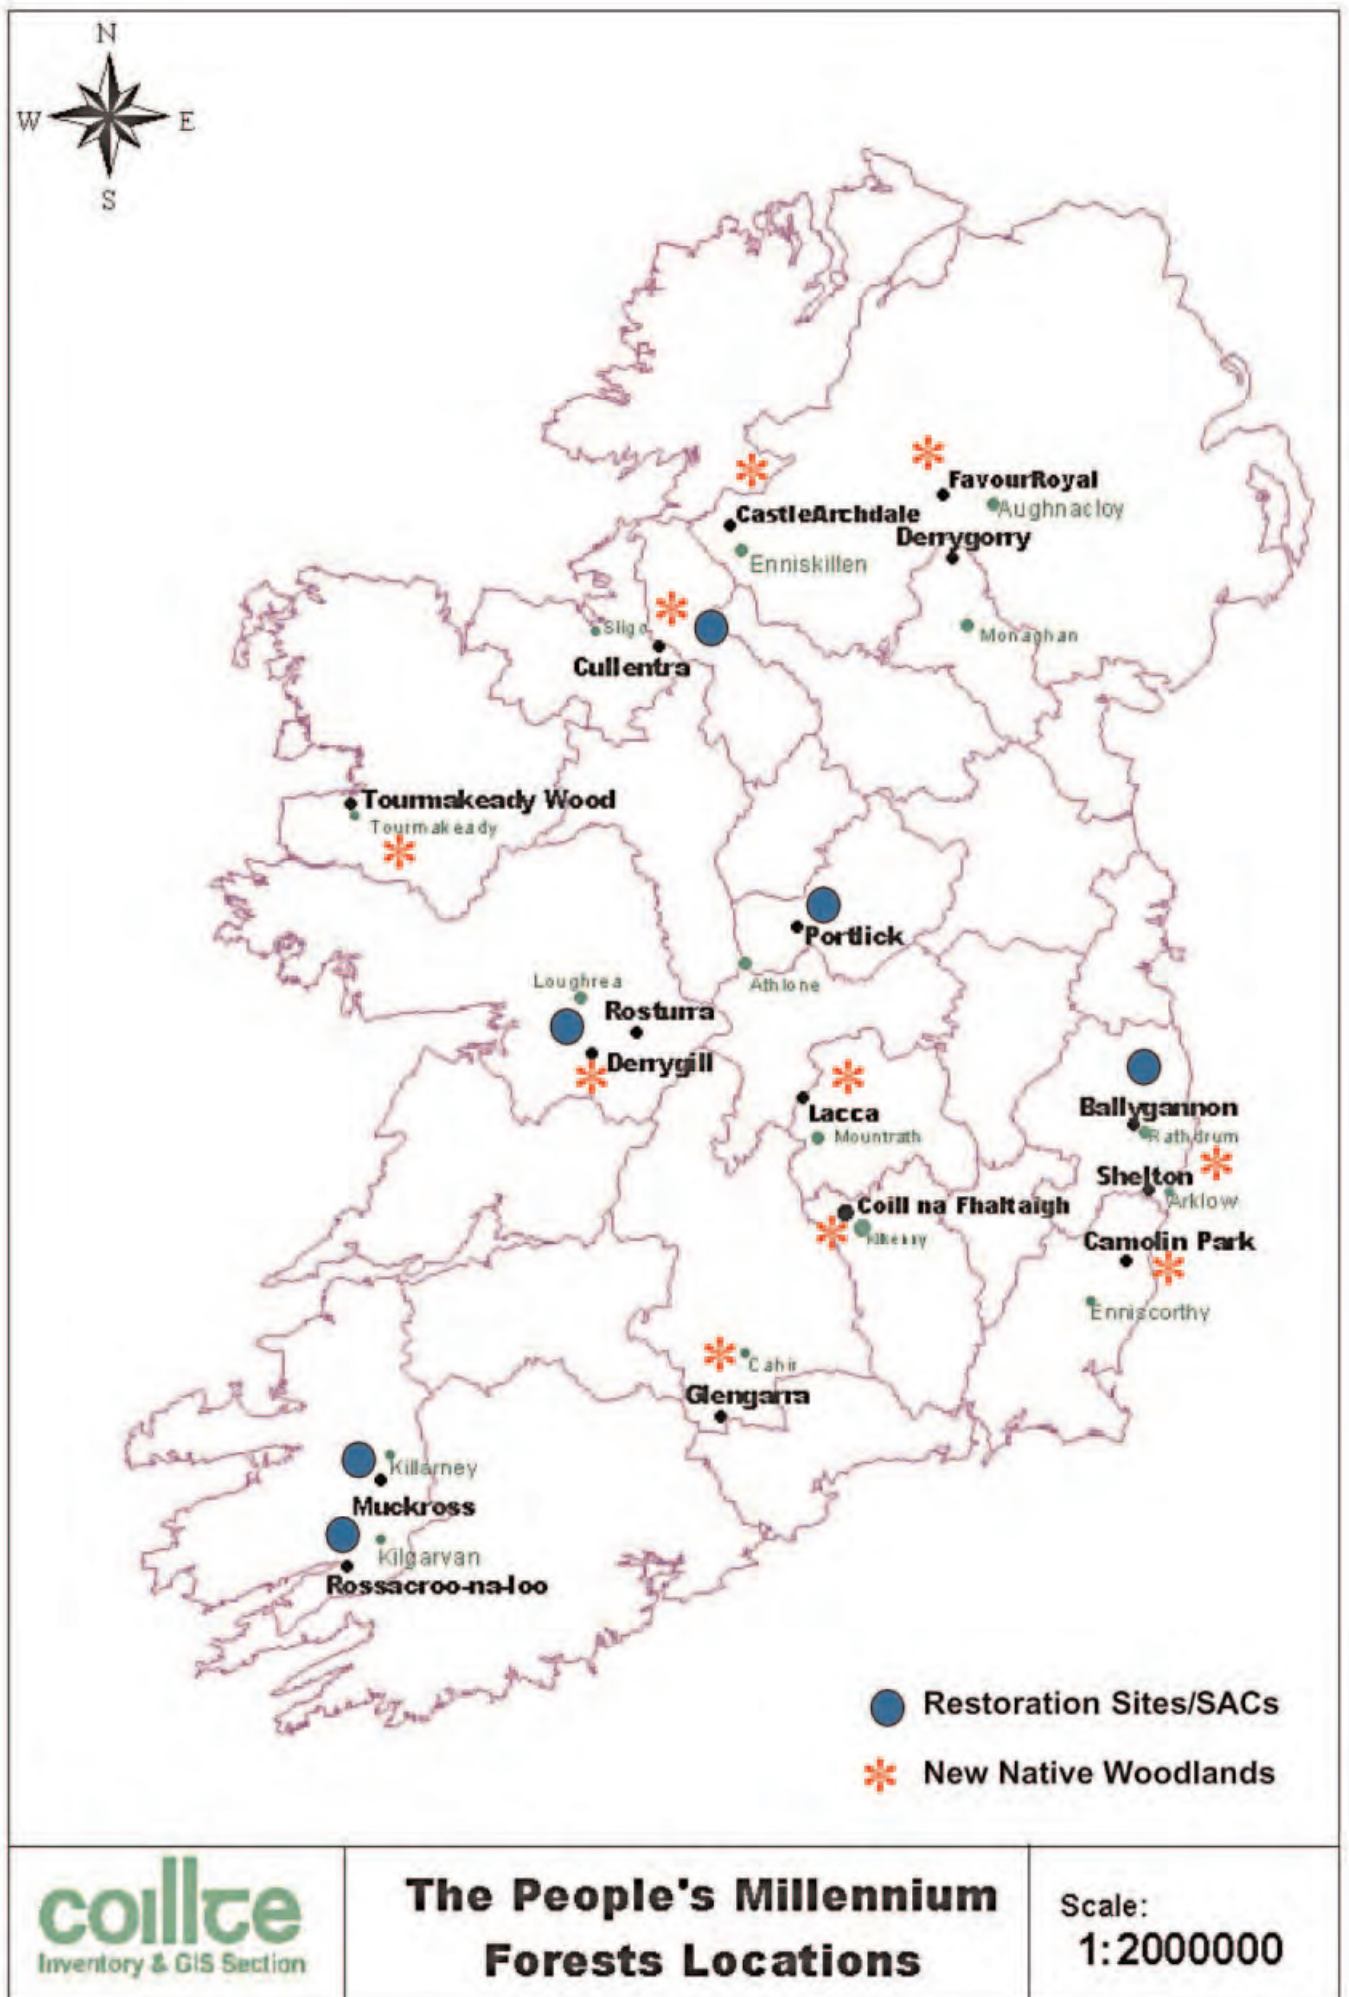 N
W E
S
FavourRoyal
Aughnacloy
CastleArchdale
Derrygorry
Enniskillen
Sligo
Monaghan
Cullentra
Tourmakeady Wood
Tourmakeady
Portlick
Athlone
Loughrea
Rosturra
Derrygill
Lacca
Mountrath
Ballygannon
Rathdrum
Shelton
Arklow
Coill na Fhaltaigh
Kilkenny
Camolin Park
Enniscorthy
Cahir
Glengarra
Killarney
Muckross
Kilgarvan
Rossacroo-na-loo
Restoration Sites/SACs
New Native Woodlands
coillte
Inventory & GIS Section
The People's Millennium
Forests Locations
Scale:
1:2000000